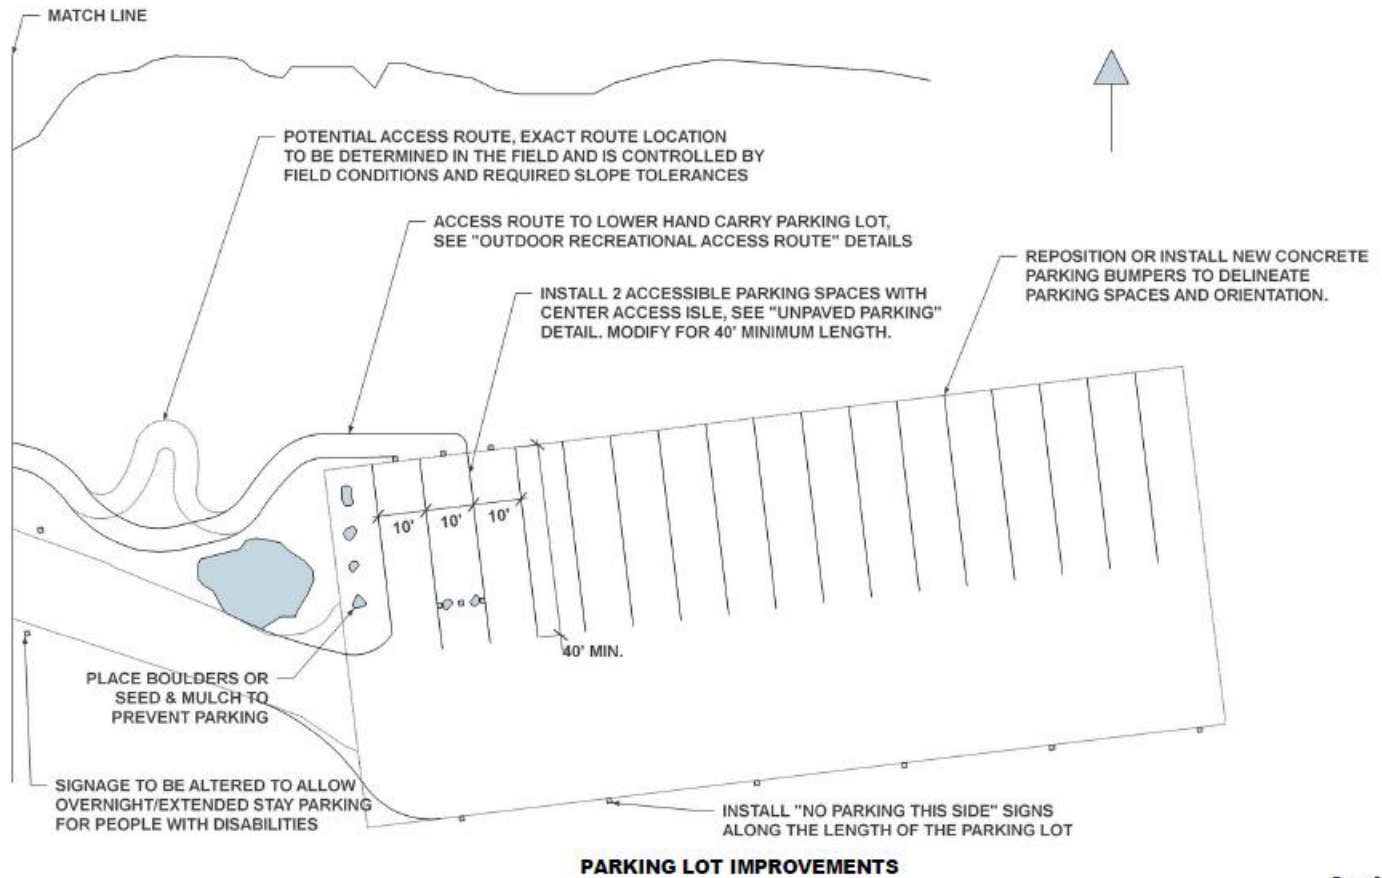 MATCH LINE
POTENTIAL ACCESS ROUTE, EXACT ROUTE LOCATION
TO BE DETERMINED IN THE FIELD AND IS CONTROLLED BY
FIELD CONDITIONS AND REQUIRED SLOPE TOLERANCES
ACCESS ROUTE TO LOWER HAND CARRY PARKING LOT,
SEE "OUTDOOR RECREATIONAL ACCESS ROUTE" DETAILS
REPOSITION OR INSTALL NEW CONCRETE
PARKING BUMPERS TO DELINEATE
PARKING SPACES AND ORIENTATION.
INSTALL 2 ACCESSIBLE PARKING SPACES WITH
CENTER ACCESS ISLE, SEE "UNPAVED PARKING"
DETAIL. MODIFY FOR 40' MINIMUM LENGTH.
10'
10'
10'
40' MIN.
PLACE BOULDERS OR
SEED & MULCH TO
PREVENT PARKING
SIGNAGE TO BE ALTERED TO ALLOW
OVERNIGHT/EXTENDED STAY PARKING
FOR PEOPLE WITH DISABILITIES
INSTALL "NO PARKING THIS SIDE" SIGNS
ALONG THE LENGTH OF THE PARKING LOT
PARKING LOT IMPROVEMENTS